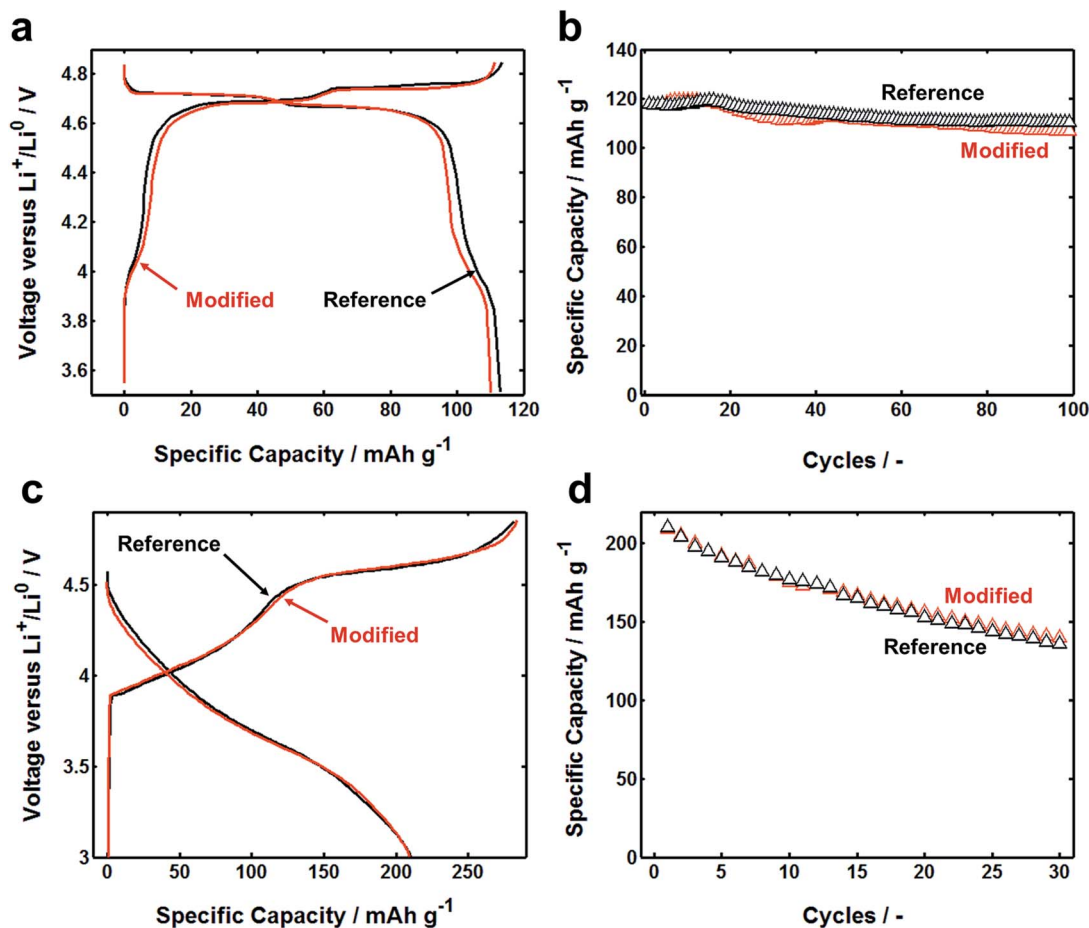 a
Voltage versus Li⁺/Li⁰ / V
4.8
4.6
4.4
4.2
4
3.8
3.6
Modified
Reference
0 20 40 60 80 100 120
Specific Capacity / mAh g⁻¹
b
Specific Capacity / mAh g⁻¹
140
120
100
80
60
40
20
0
Reference
Modified
0 20 40 60 80 100
Cycles / -
c
Voltage versus Li⁺/Li⁰ / V
4.5
4
3.5
3
Reference
Modified
0 50 100 150 200 250
Specific Capacity / mAh g⁻¹
d
Specific Capacity / mAh g⁻¹
200
150
100
50
0
Modified
Reference
0 5 10 15 20 25 30
Cycles / -